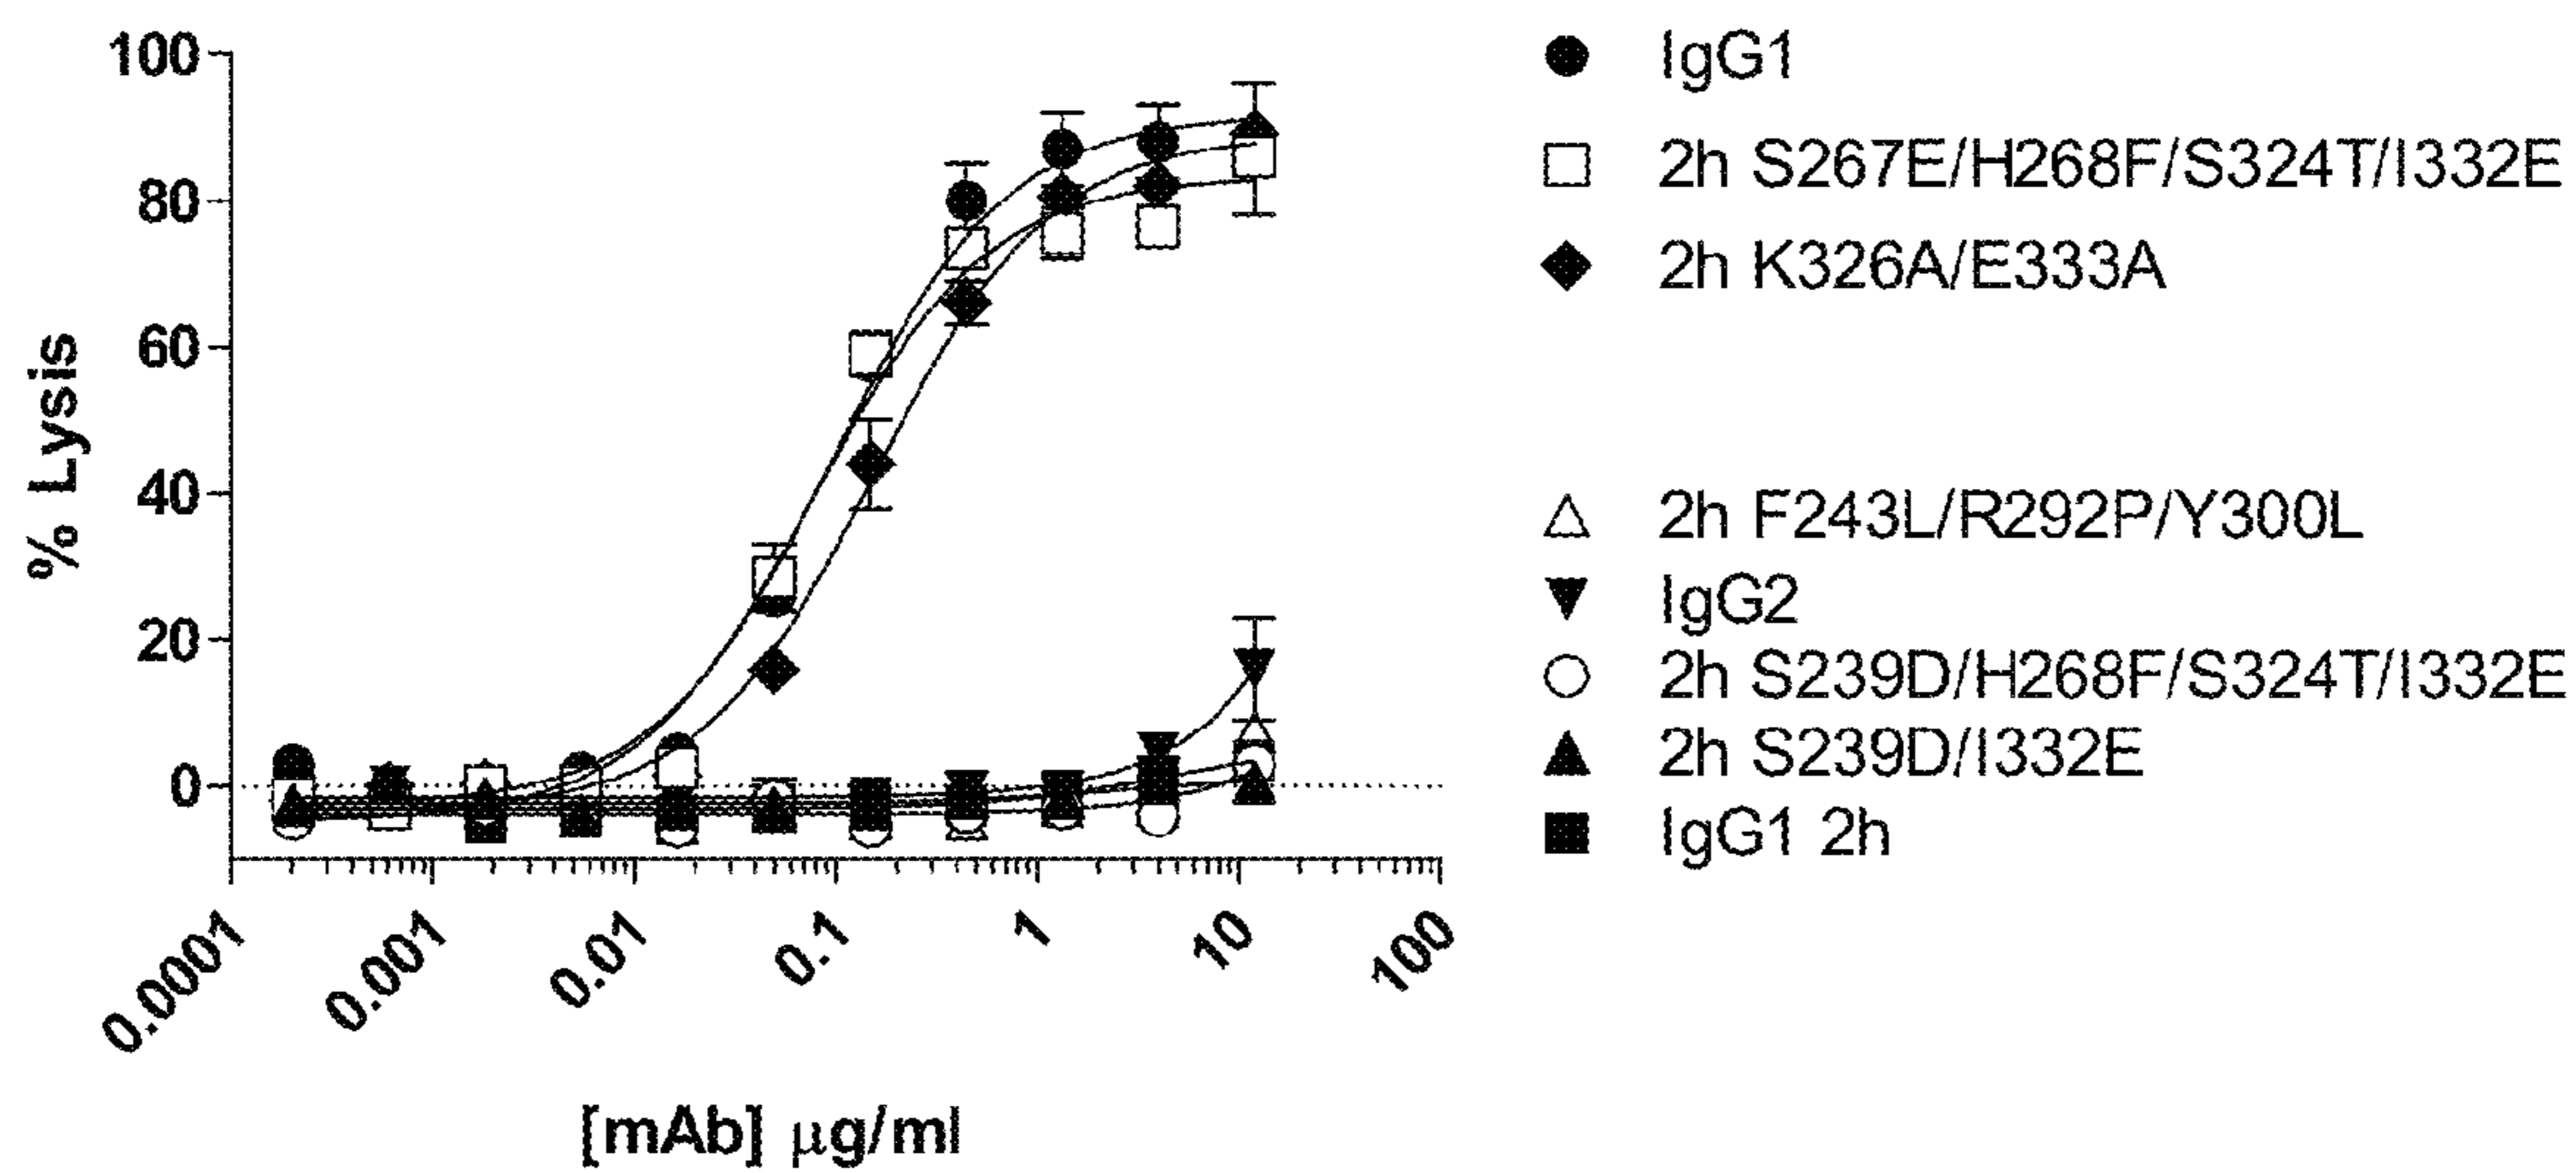 100
80
60
40
20
0
% Lysis
0.0001
0.001
0.01
0.1
1
10
100
[mAb] μg/ml
IgG1
2h S267E/H268F/S324T/I332E
2h K326A/E333A
2h F243L/R292P/Y300L
IgG2
2h S239D/H268F/S324T/I332E
2h S239D/I332E
IgG1 2h